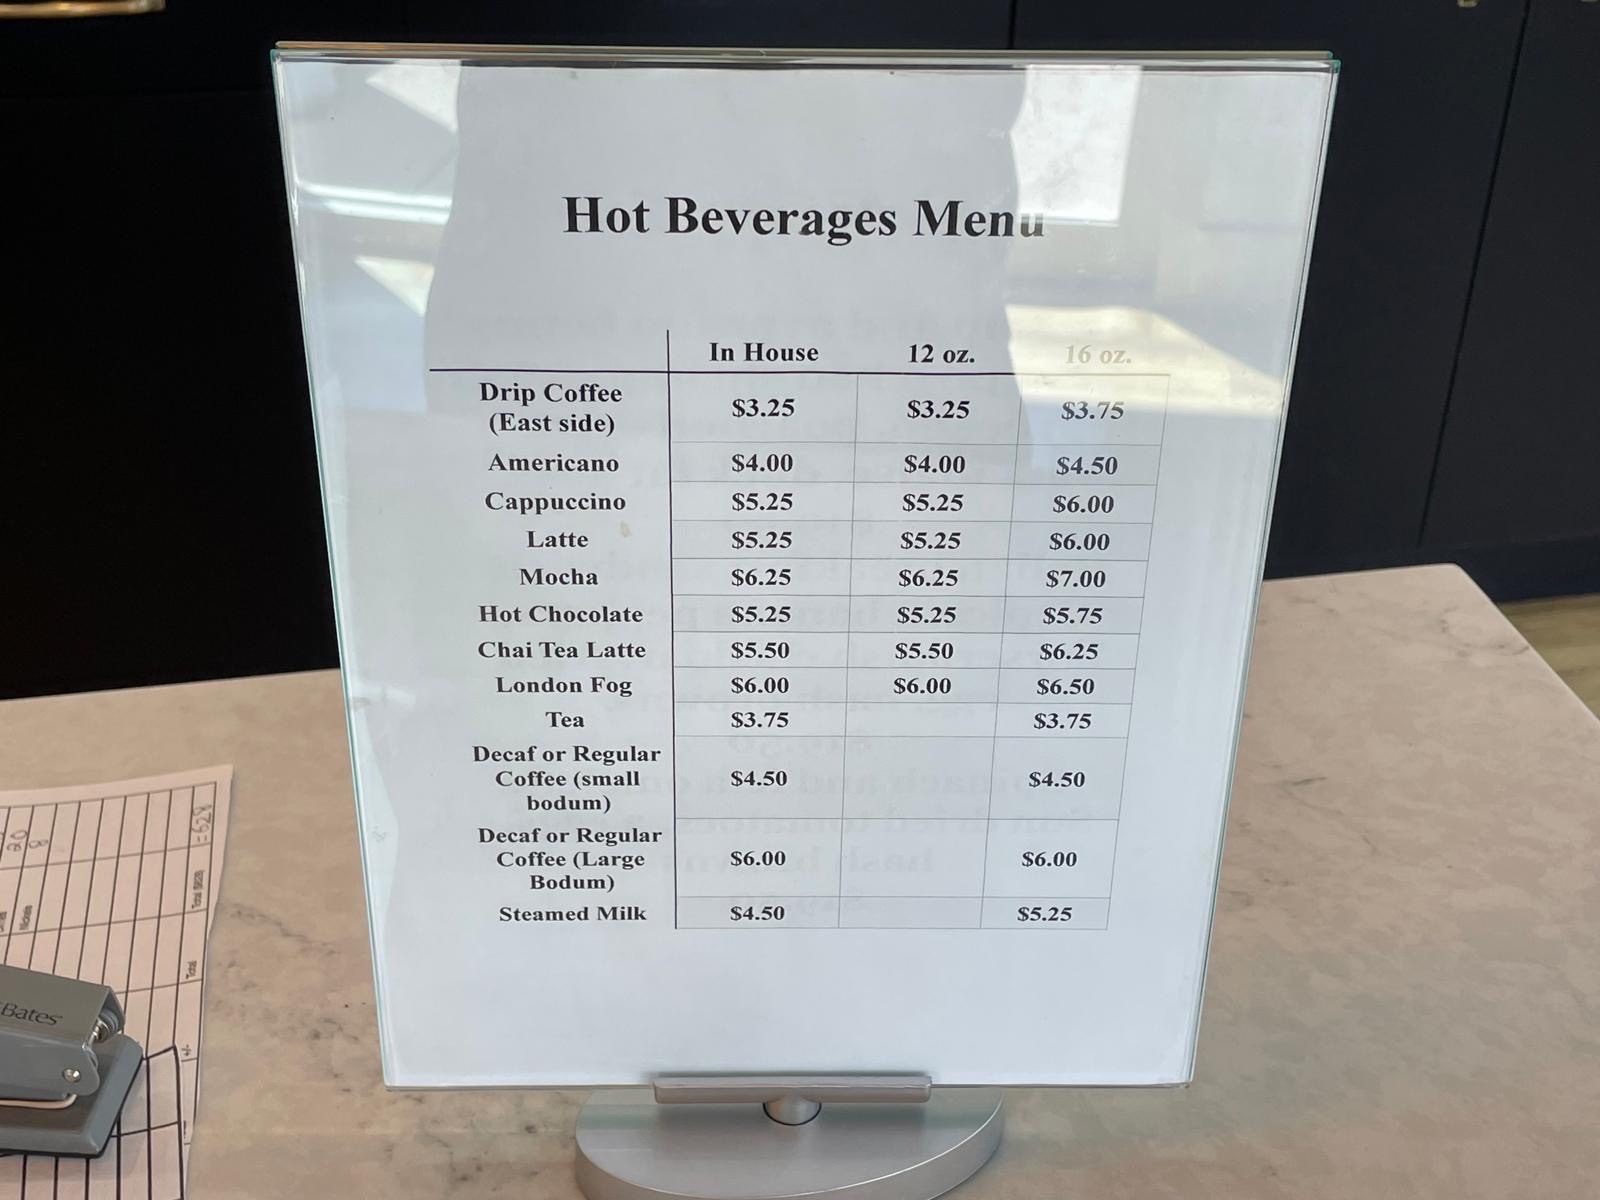 Hot Beverages Menu
In House 12 oz. 16 oz.
Drip Coffee
(East side) $3.25 $3.25 $3.75
Americano $4.00 $4.00 $4.50
Cappuccino $5.25 $5.25 $6.00
Latte $5.25 $5.25 $6.00
Mocha $6.25 $6.25 $7.00
Hot Chocolate $5.25 $5.25 $5.75
Chai Tea Latte $5.50 $5.50 $6.25
London Fog $6.00 $6.00 $6.50
Tea $3.75 $3.75
Decaf or Regular
Coffee (small $4.50 $4.50
bodum)
Decaf or Regular
Coffee (Large $6.00 $6.00
Bodum)
Steamed Milk $4.50 $5.25
Bates
20
8
=628
Nickels
Total
+/-